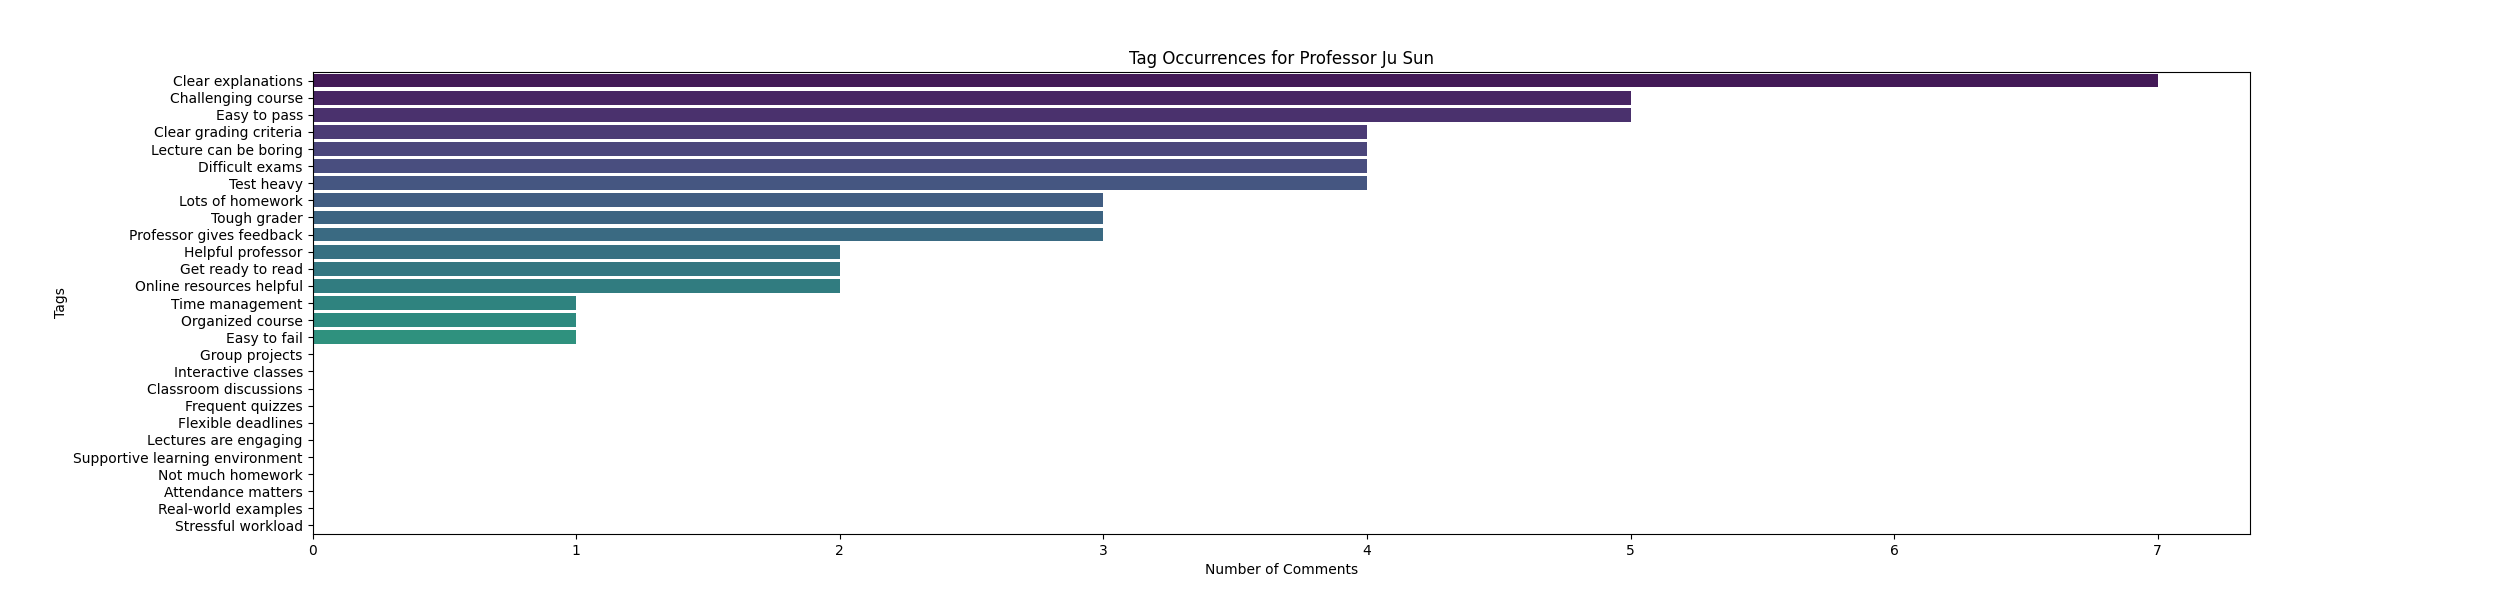 Tag Occurrences for Professor Ju Sun
Clear explanations
Challenging course
Easy to pass
Clear grading criteria
Lecture can be boring
Difficult exams
Test heavy
Lots of homework
Tough grader
Professor gives feedback
Helpful professor
Get ready to read
Online resources helpful
Time management
Organized course
Easy to fail
Group projects
Interactive classes
Classroom discussions
Frequent quizzes
Flexible deadlines
Lectures are engaging
Supportive learning environment
Not much homework
Attendance matters
Real-world examples
Stressful workload
Tags
0 1 2 3 4 5 6 7
Number of Comments